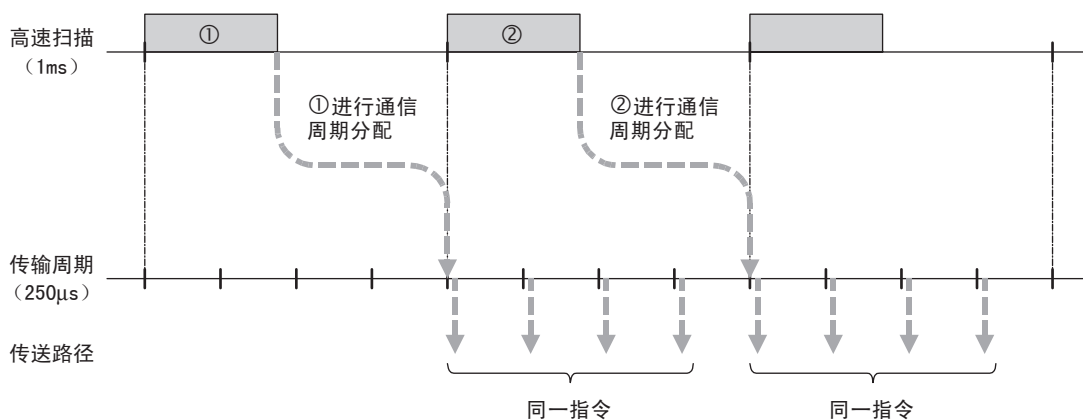 高速扫描
（1ms）
①
②
①进行通信
周期分配
②进行通信
周期分配
传输周期
（250μs）
传送路径
同一指令
同一指令